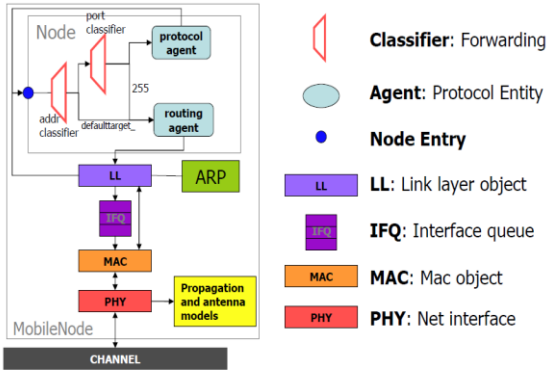 Node
port
classifier
protocol
agent
255
addr
classifier
defaulttarget_
routing
agent
LL
ARP
IFQ
MAC
PHY
Propagation
and antenna
models
MobileNode
CHANNEL
Classifier: Forwarding
Agent: Protocol Entity
Node Entry
LL
LL: Link layer object
IFQ
IFQ: Interface queue
MAC
MAC: Mac object
PHY
PHY: Net interface